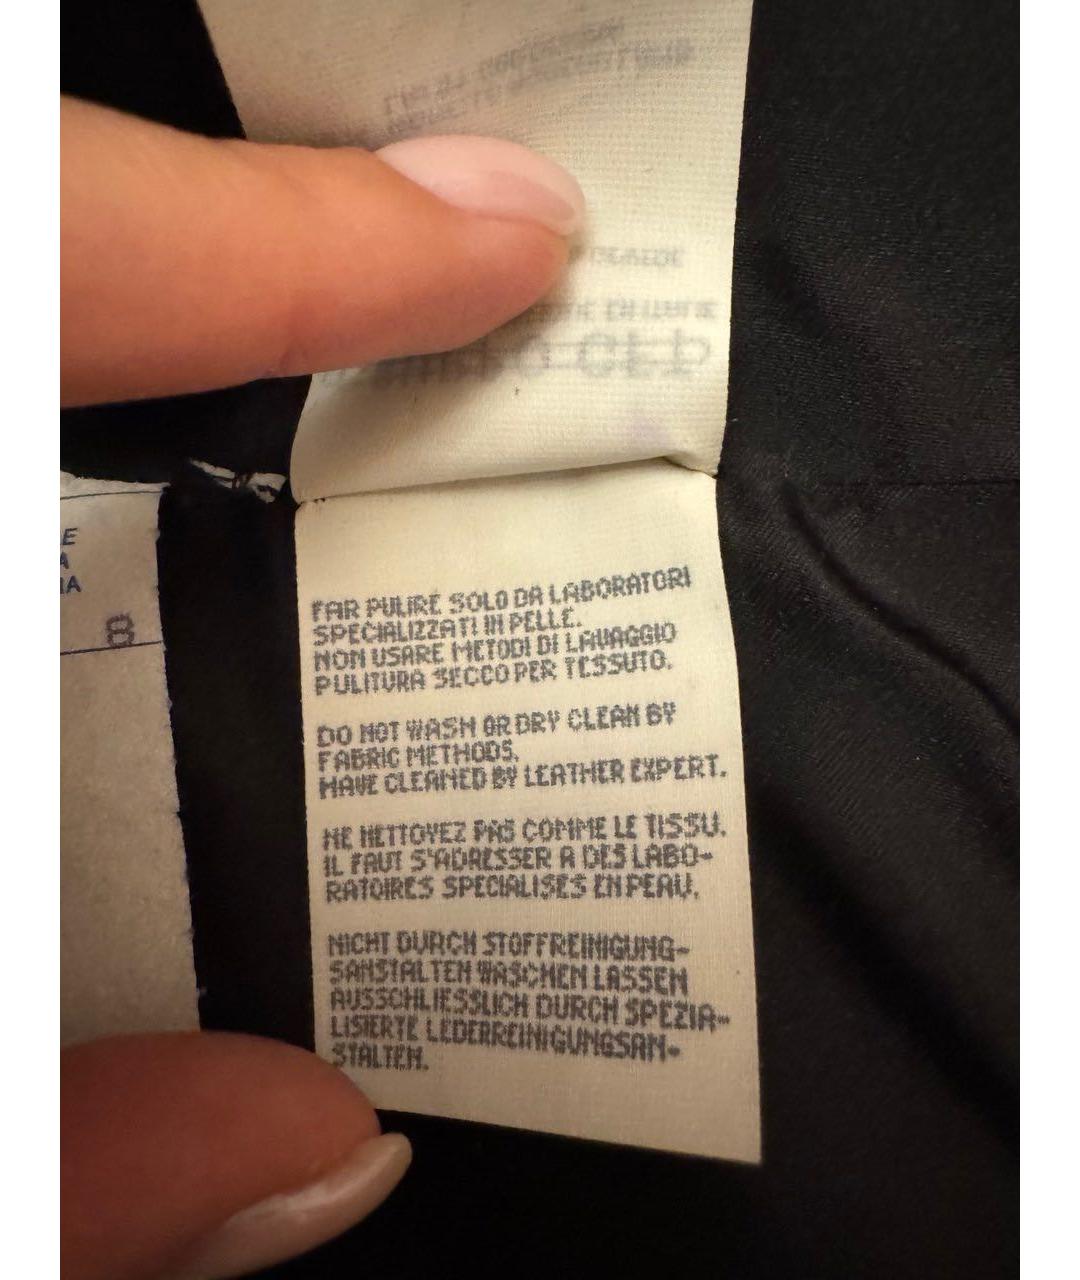 E
A
IA
8
FAR PULIRE SOLO DA LABORATORI
SPECIALIZZATI IN PELLE.
NON USARE METODI DI LAVAGGIO
PULITURA SECCO PER TESSUTO.
DO NOT WASH OR DRY CLEAN BY
FABRIC METHODS.
HAVE CLEANED BY LEATHER EXPERT.
NE NETTOYEZ PAS COMME LE TISSU.
IL FAUT S'ADRESSER A DES LABO-
RATOIRES SPECIALISES EN PEAU.
NICHT DURCH STOFFREINIGUNG-
SANSTALTEN WASCHEN LASSEN
AUSSCHLIESSLICH DURCH SPEZIA-
LISIERTE LEDERREINIGUNGSAN-
STALTEN.